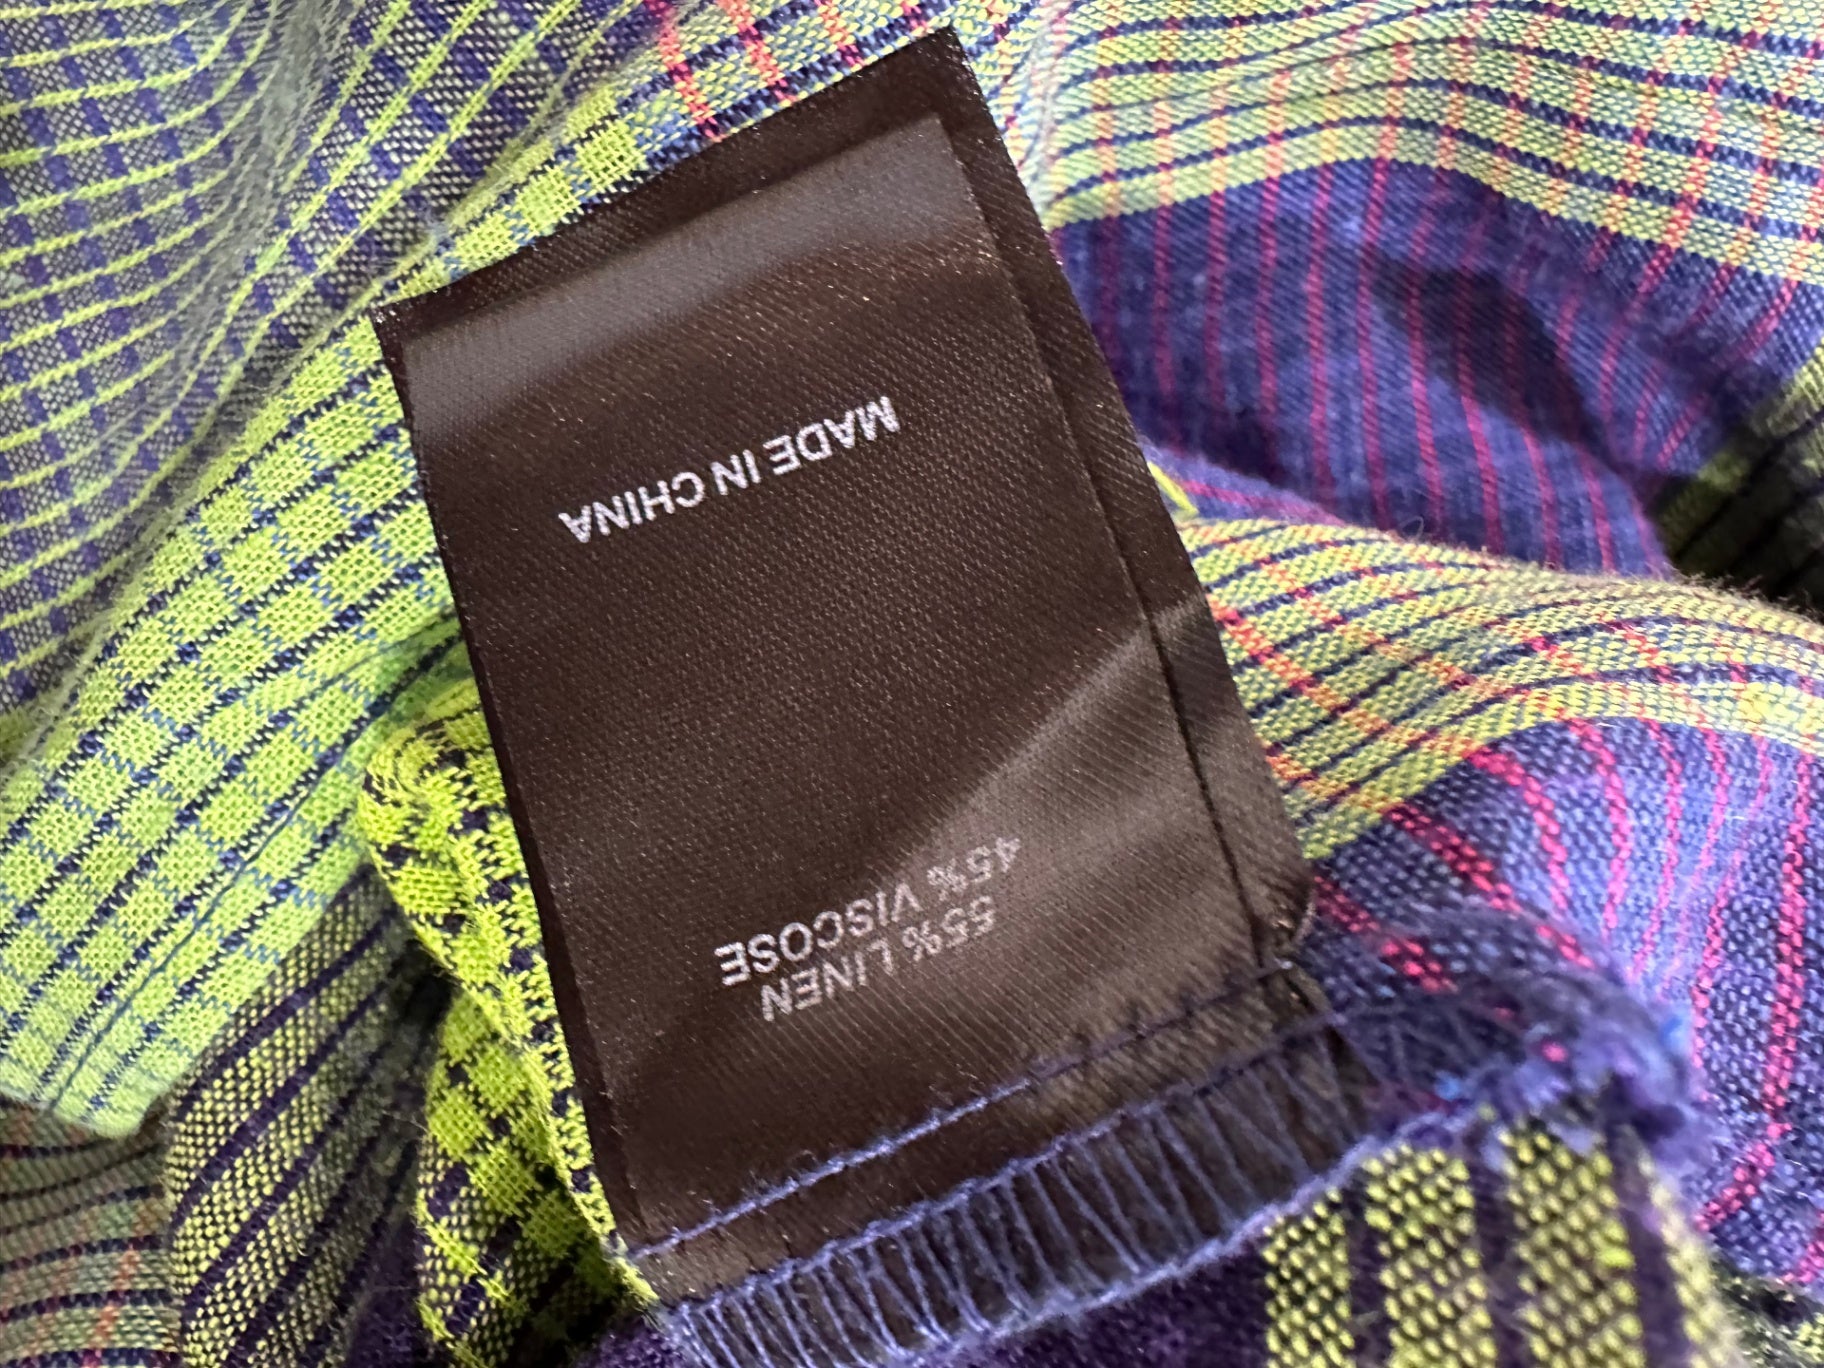 55% LINEN
45% VISCOSE
MADE IN CHINA